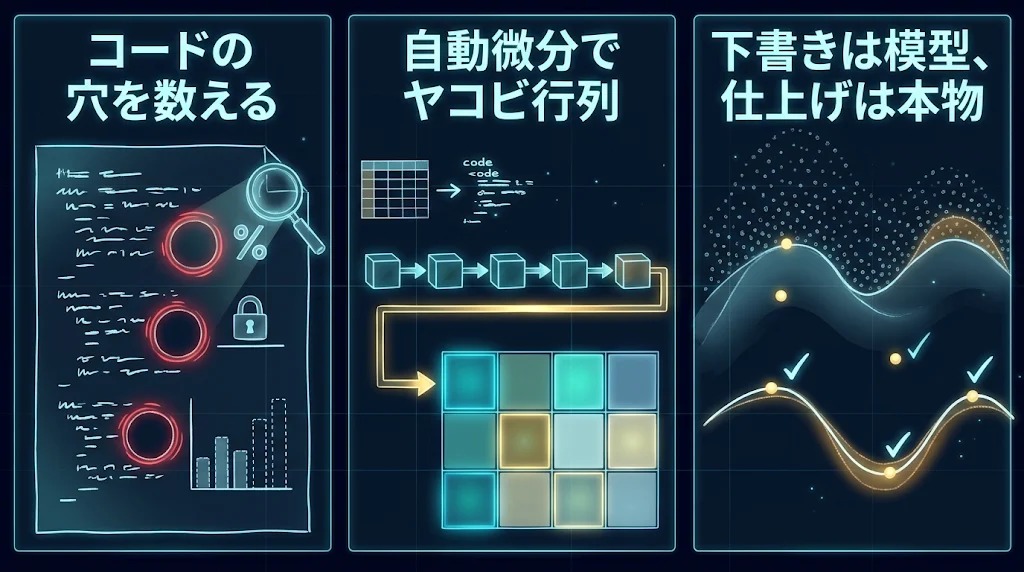 コードの
穴を数える
%
自動微分で
ヤコビ行列
code
<code
下書きは模型、
仕上げは本物